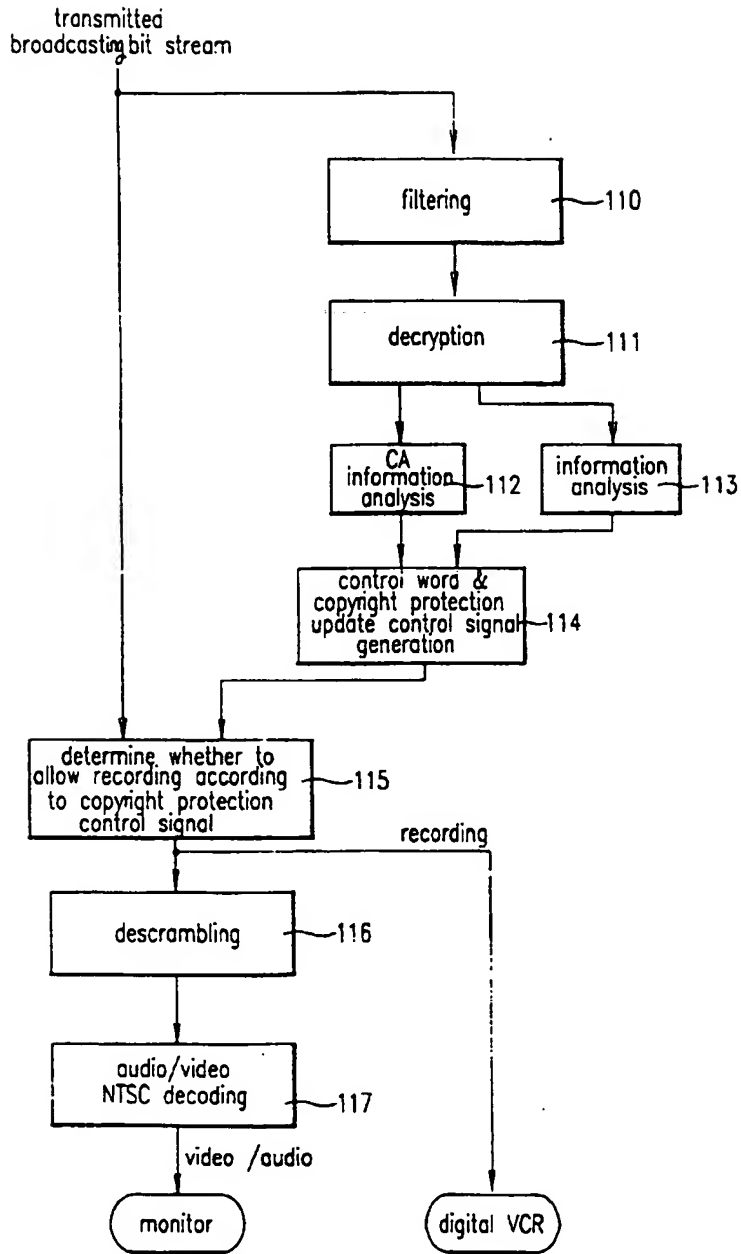 transmitted
broadcasting bit stream
filtering
110
decryption
111
CA
information
analysis
112
information
analysis
113
control word &
copyright protection
update control signal
generation
114
determine whether to
allow recording according
to copyright protection
control signal
115
recording
descrambling
116
audio/video
NTSC decoding
117
video /audio
monitor
digital VCR